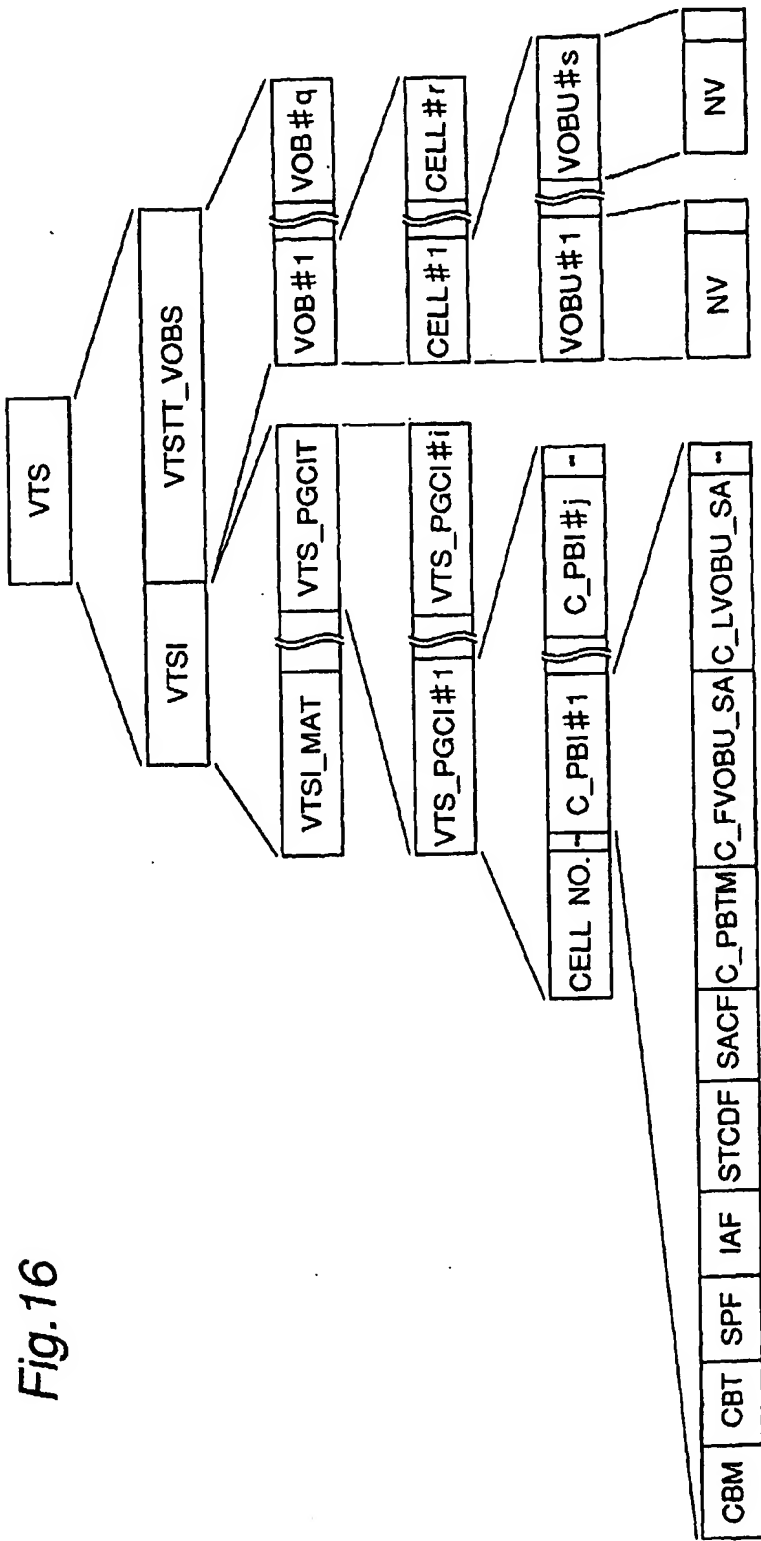 Fig.16
VTS
VTSI VTSTT_VOBS
VTSI_MAT VTS_PGCIT VOB#1 VOB#q
VTS_PGCI#1 VTS_PGCI#i CELL#1 CELL#r
CELL NO. -- C_PBI#1 C_PBI#j -- VOBU#1 VOBU#s
CBM CBT SPF IAF STCDF SACF C_PBTM C_FVOBU_SA C_LVOBU_SA -- NV NV